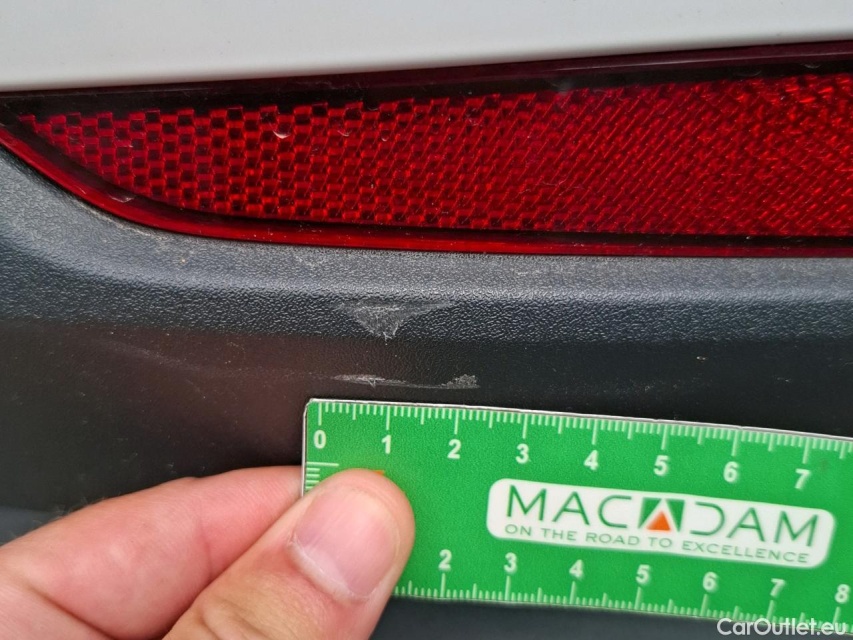 0 1 2 3 4 5 6 7
MACADAM
ON THE ROAD TO EXCELLENCE
2 3 4 5 6 7 8
CarOutlet.eu